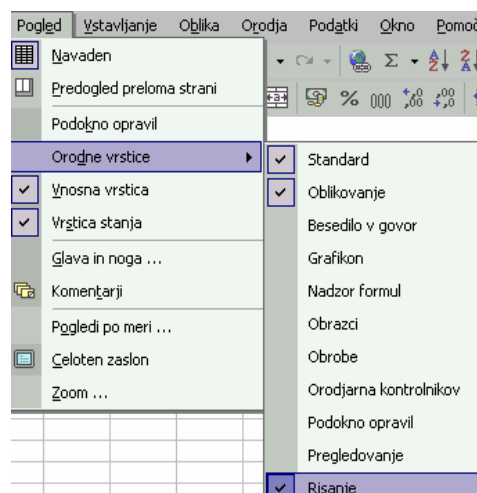 Pogled Vstavljanje Oblika Orodja Podatki Okno Pomoč
Navaden
Predogled preloma strani
Podokno opravil
Orodne vrstice
Vnosna vrstica
Vrstica stanja
Glava in noga ...
Komentarji
Pogledi po meri ...
Celoten zaslon
Zoom ...
Σ
% 000
Standard
Oblikovanje
Besedilo v govor
Grafikon
Nadzor formul
Obrazci
Obrobe
Orodjarna kontrolnikov
Podokno opravil
Pregledovanje
Risanje